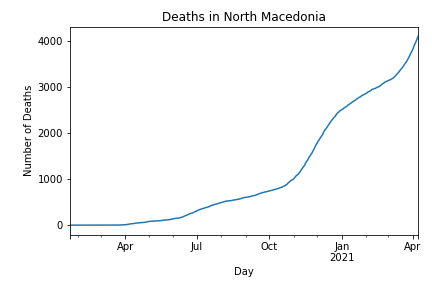 Deaths in North Macedonia
4000
3000
2000
1000
0
Number of Deaths
Apr
Jul
Oct
Jan
2021
Apr
Day